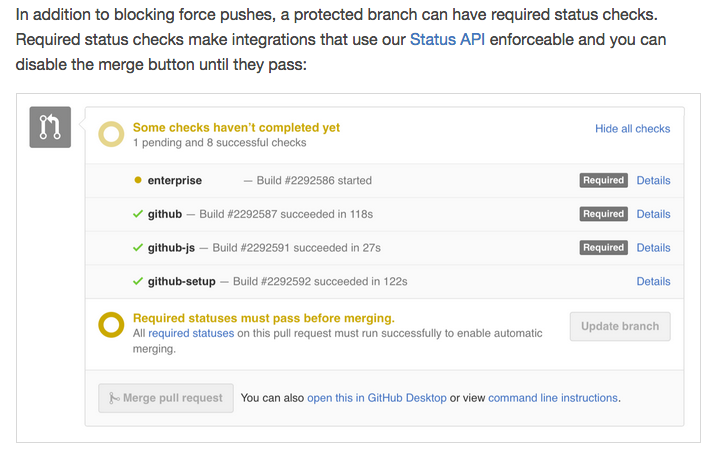 In addition to blocking force pushes, a protected branch can have required status checks.
Required status checks make integrations that use our Status API enforceable and you can
disable the merge button until they pass:
Some checks haven't completed yet
Hide all checks
1 pending and 8 successful checks
enterprise — Build #2292586 started Required Details
github — Build #2292587 succeeded in 118s Required Details
github-js — Build #2292591 succeeded in 27s Required Details
github-setup — Build #2292592 succeeded in 122s Details
Required statuses must pass before merging.
All required statuses on this pull request must run successfully to enable automatic
merging.
Update branch
Merge pull request You can also open this in GitHub Desktop or view command line instructions.